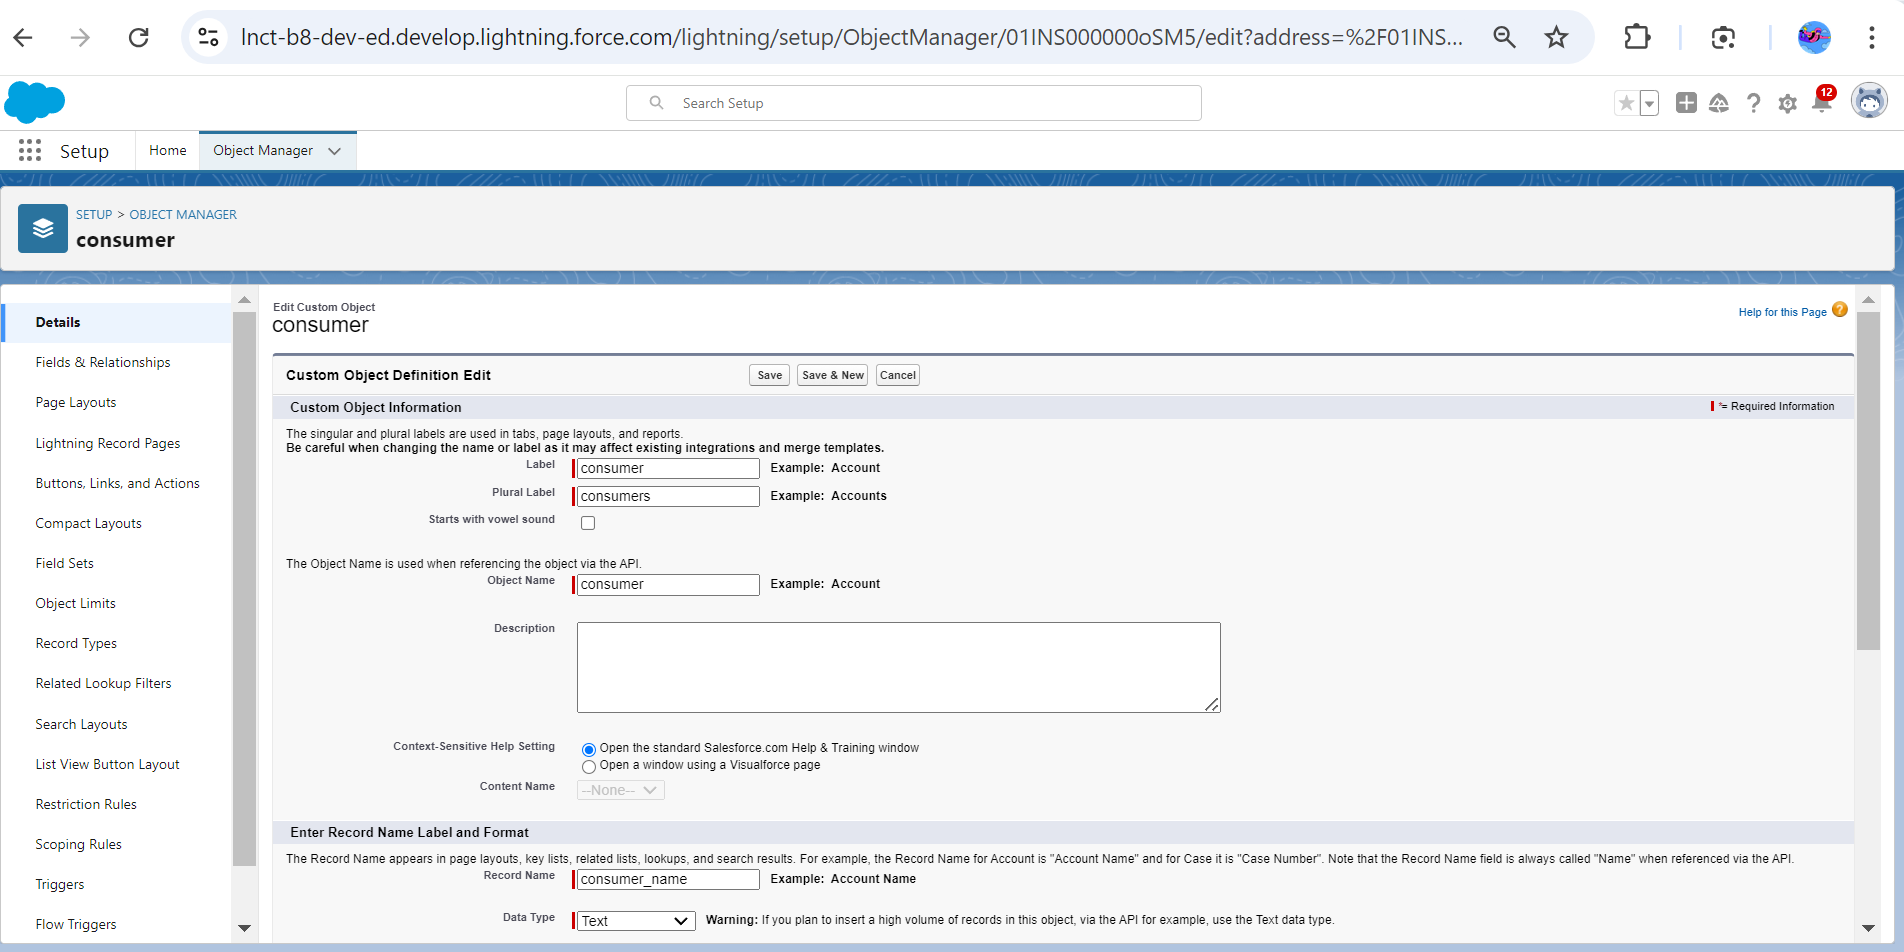 lnct-b8-dev-ed.develop.lightning.force.com/lightning/setup/ObjectManager/01INS000000oSM5/edit?address=%2F01INS...
Search Setup
12
Setup
Home
Object Manager
SETUP > OBJECT MANAGER
consumer
Details
Fields & Relationships
Page Layouts
Lightning Record Pages
Buttons, Links, and Actions
Compact Layouts
Field Sets
Object Limits
Record Types
Related Lookup Filters
Search Layouts
List View Button Layout
Restriction Rules
Scoping Rules
Triggers
Flow Triggers
Edit Custom Object
consumer
Help for this Page ?
Custom Object Definition Edit
Save
Save & New
Cancel
Custom Object Information
*= Required Information
The singular and plural labels are used in tabs, page layouts, and reports.
Be careful when changing the name or label as it may affect existing integrations and merge templates.
Label consumer Example: Account
Plural Label consumers Example: Accounts
Starts with vowel sound
The Object Name is used when referencing the object via the API.
Object Name consumer Example: Account
Description
Context-Sensitive Help Setting Open the standard Salesforce.com Help & Training window
Open a window using a Visualforce page
Content Name --None--
Enter Record Name Label and Format
The Record Name appears in page layouts, key lists, related lists, lookups, and search results. For example, the Record Name for Account is "Account Name" and for Case it is "Case Number". Note that the Record Name field is always called "Name" when referenced via the API.
Record Name consumer_name Example: Account Name
Data Type Text Warning: If you plan to insert a high volume of records in this object, via the API for example, use the Text data type.